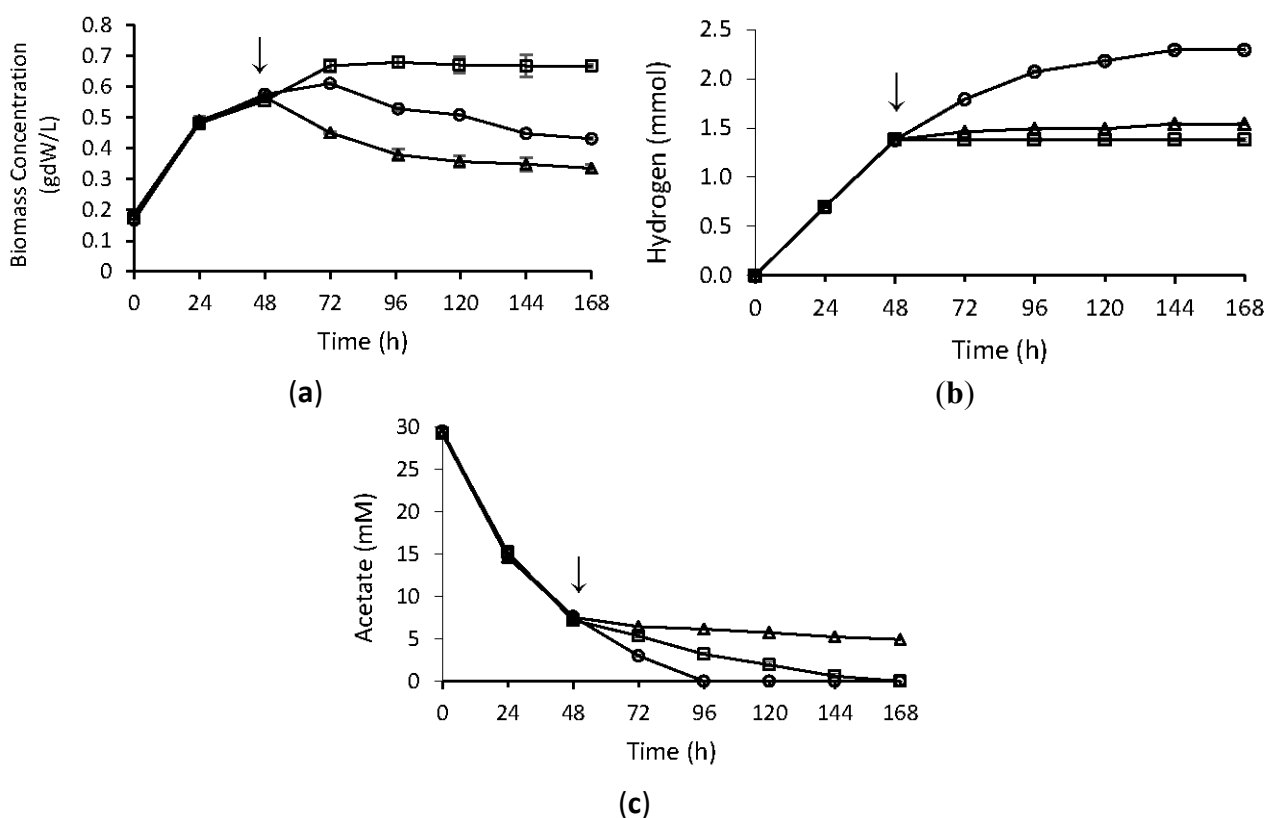 Biomass Concentration
(gdW/L)
0.8
0.7
0.6
0.5
0.4
0.3
0.2
0.1
0
0 24 48 72 96 120 144 168
Time (h)
(a)
Hydrogen (mmol)
2.5
2.0
1.5
1.0
0.5
0.0
0 24 48 72 96 120 144 168
Time (h)
(b)
Acetate (mM)
30
25
20
15
10
5
0
0 24 48 72 96 120 144 168
Time (h)
(c)